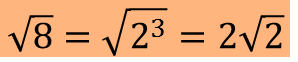 √8 = √2³ = 2√2